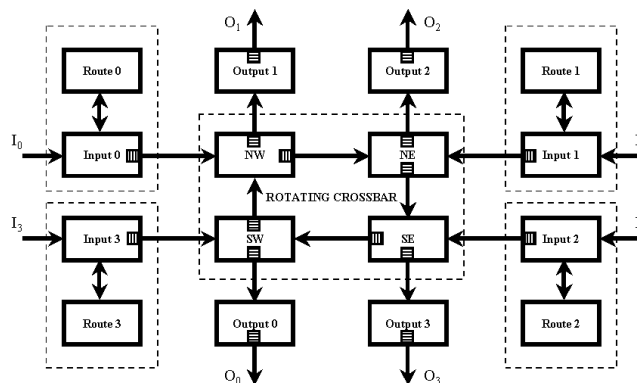 O1 O2
Route 0 Output 1 Output 2 Route 1
I0 Input 0 NW NE Input 1 I
ROTATING CROSSBAR
I3 Input 3 SW SE Input 2 I
Route 3 Output 0 Output 3 Route 2
O0 O3